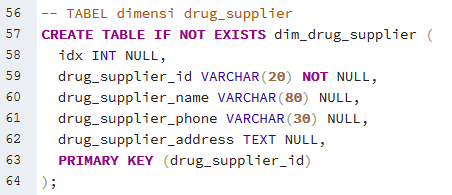 56 -- TABEL dimensi drug_supplier
57 CREATE TABLE IF NOT EXISTS dim_drug_supplier (
58 idx INT NULL,
59 drug_supplier_id VARCHAR(20) NOT NULL,
60 drug_supplier_name VARCHAR(80) NULL,
61 drug_supplier_phone VARCHAR(30) NULL,
62 drug_supplier_address TEXT NULL,
63 PRIMARY KEY (drug_supplier_id)
64 );